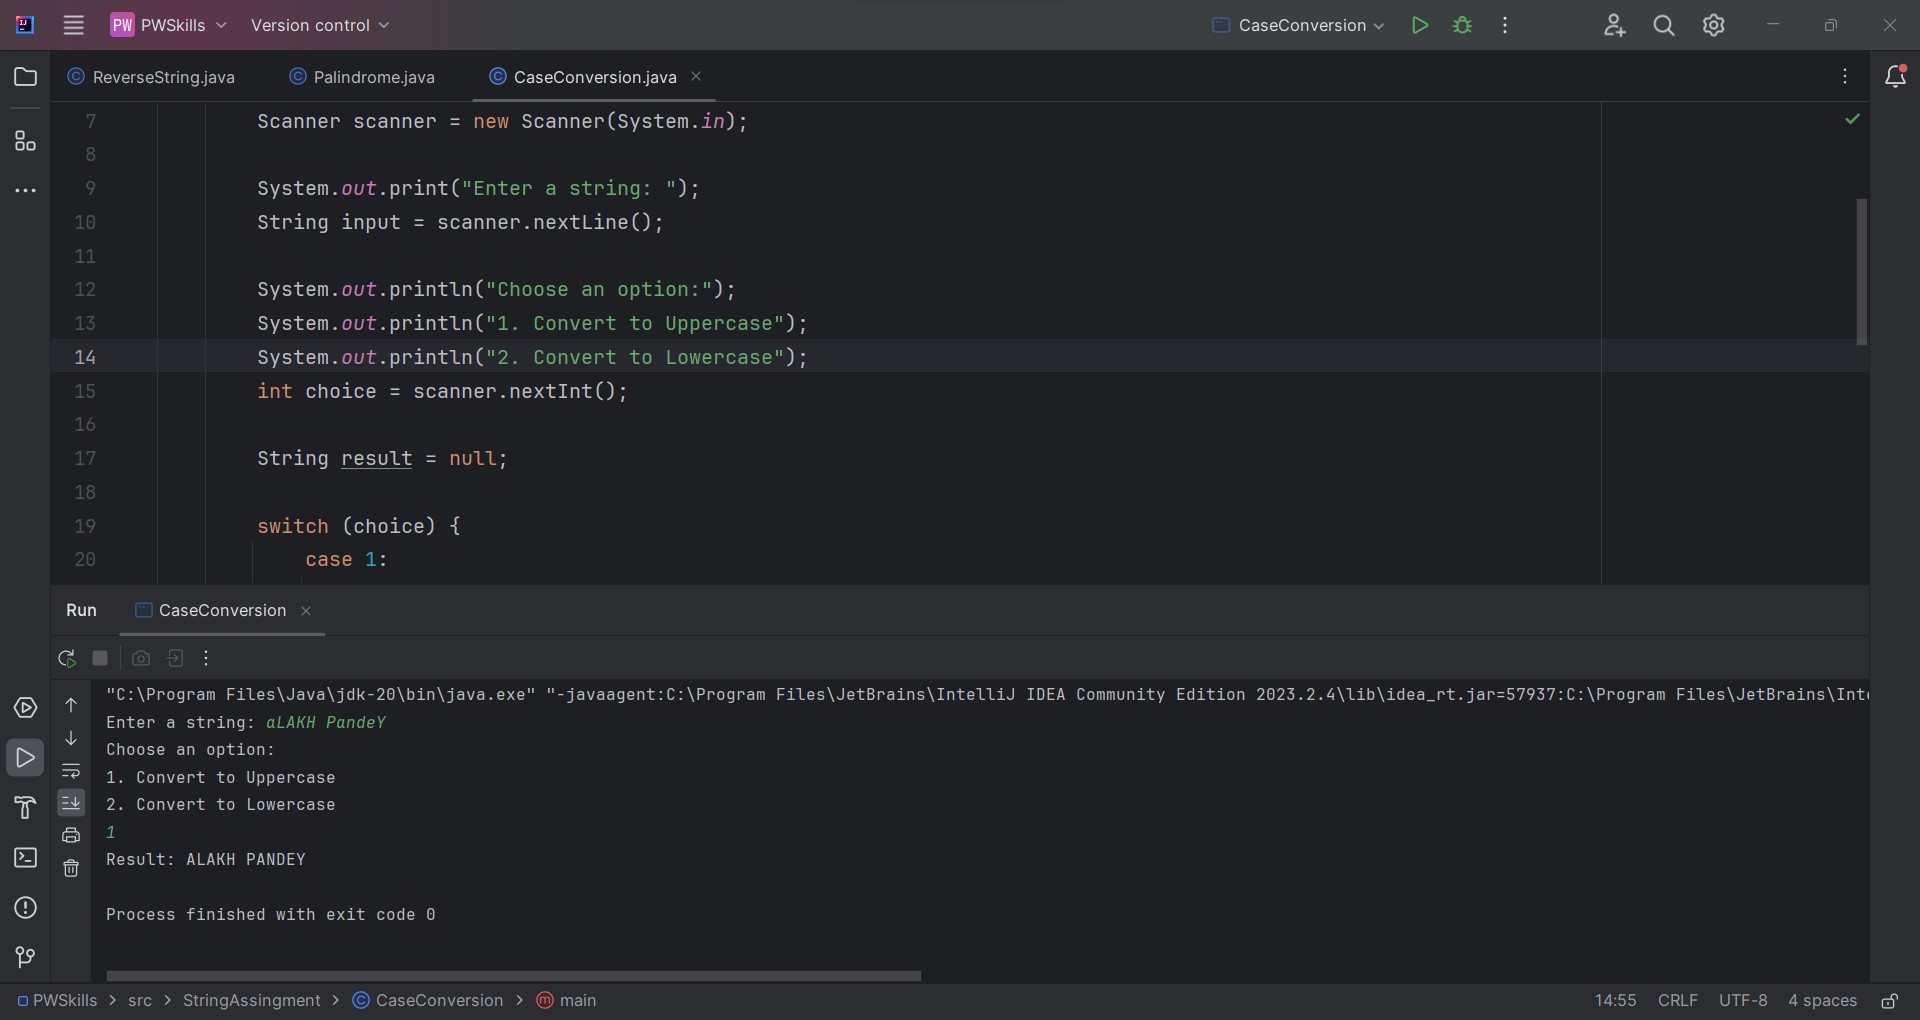 PW PWSkills Version control CaseConversion
ReverseString.java Palindrome.java CaseConversion.java
7 Scanner scanner = new Scanner(System.in);
8
9 System.out.print("Enter a string: ");
10 String input = scanner.nextLine();
11
12 System.out.println("Choose an option:");
13 System.out.println("1. Convert to Uppercase");
14 System.out.println("2. Convert to Lowercase");
15 int choice = scanner.nextInt();
16
17 String result = null;
18
19 switch (choice) {
20 case 1:
Run CaseConversion
"C:\Program Files\Java\jdk-20\bin\java.exe" "-javaagent:C:\Program Files\JetBrains\IntelliJ IDEA Community Edition 2023.2.4\lib\idea_rt.jar=57937:C:\Program Files\JetBrains\Inte
Enter a string: aLAKH PandeY
Choose an option:
1. Convert to Uppercase
2. Convert to Lowercase
1
Result: ALAKH PANDEY
Process finished with exit code 0
PWSkills > src > StringAssingment > CaseConversion > main 14:55 CRLF UTF-8 4 spaces